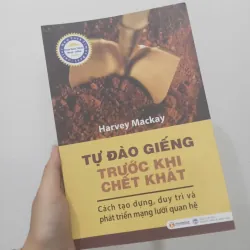 Harvey Mackay
TỰ ĐÀO GIẾNG
TRƯỚC KHI
CHẾT KHÁT
Cách tạo dựng, duy trì và
phát triển mạng lưới quan hệ